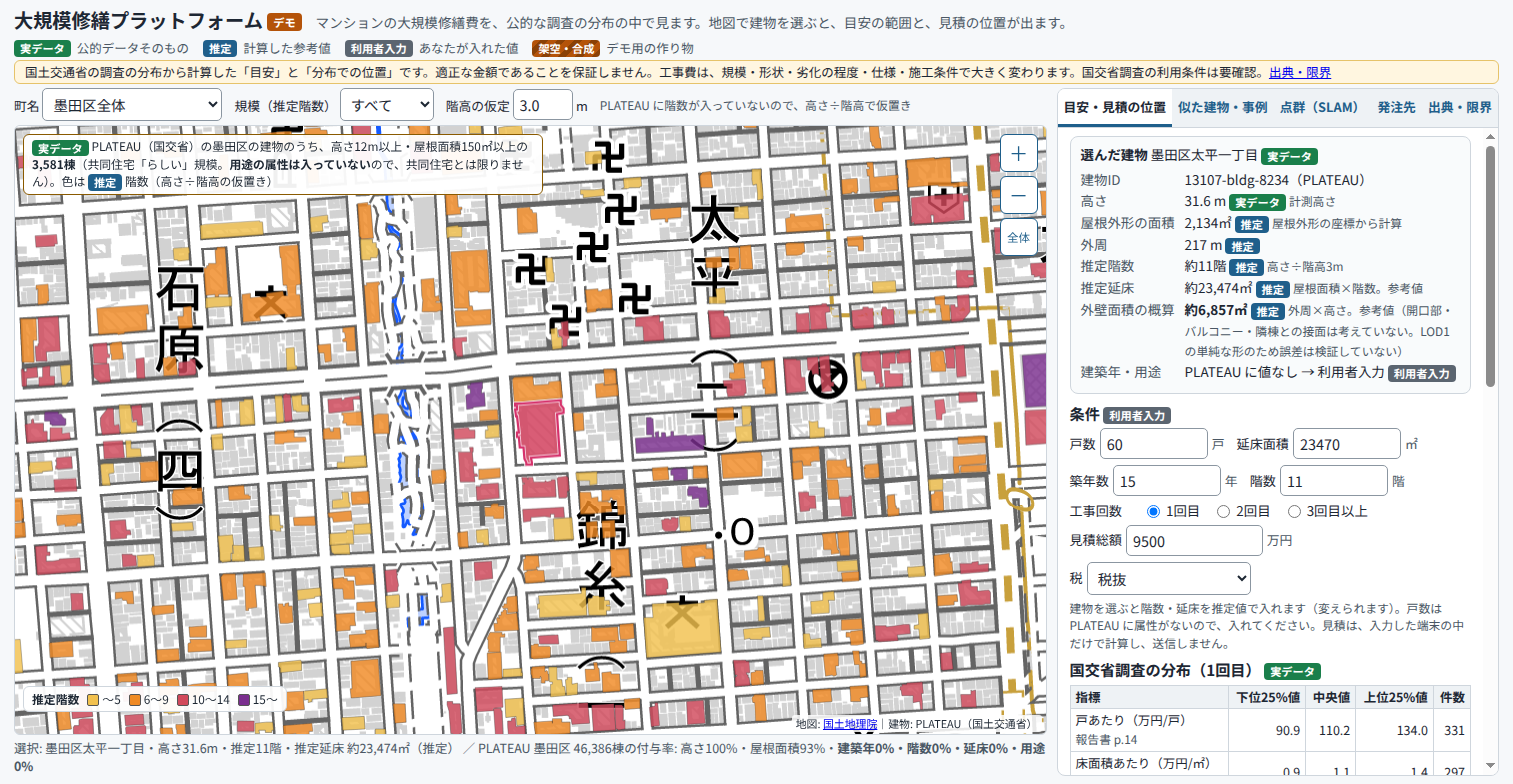 大規模修繕プラットフォーム デモ マンションの大規模修繕費を、公的な調査の分布の中で見ます。地図で建物を選ぶと、目安の範囲と、見積の位置が出ます。
実データ 公的データそのもの 推定 計算した参考値 利用者入力 あなたが入れた値 架空・合成 デモ用の作り物
国土交通省の調査の分布から計算した「目安」と「分布での位置」です。適正な金額であることを保証しません。工事費は、規模・形状・劣化の程度・仕様・施工条件で大きく変わります。国交省調査の利用条件は要確認。出典・限界
町名 墨田区全体 規模（推定階数） すべて 階高の仮定 3.0 m PLATEAU に階数が入っていないので、高さ÷階高で仮置き
実データ PLATEAU（国交省）の墨田区の建物のうち、高さ12m以上・屋根面積150㎡以上の
3,581棟（共同住宅「らしい」規模。用途の属性は入っていないので、共同住宅とは限りませ
ん）。色は 推定 階数（高さ÷階高の仮置き）
＋
－
全体
太平
（二）
石原
（四）
錦糸
（一
.0
推定階数 〜5 6〜9 10〜14 15〜
地図: 国土地理院 | 建物: PLATEAU（国土交通省）
選択: 墨田区太平一丁目・高さ31.6m・推定11階・推定延床 約23,474㎡（推定） ／ PLATEAU 墨田区 46,386棟の付与率: 高さ100%・屋根面積93%・建築年0%・階数0%・延床0%・用途
0%
目安・見積の位置 似た建物・事例 点群（SLAM） 発注先 出典・限界
選んだ建物 墨田区太平一丁目 実データ
建物ID 13107-bldg-8234（PLATEAU）
高さ 31.6 m 実データ 計測高さ
屋根外形の面積 2,134㎡ 推定 屋根外形の座標から計算
外周 217 m 推定
推定階数 約11階 推定 高さ÷階高3m
推定延床 約23,474㎡ 推定 屋根面積×階数。参考値
外壁面積の概算 約6,857㎡ 推定 外周×高さ。参考値（開口部・
バルコニー・隣棟との接面は考えていない。LOD1
の単純な形のため誤差は検証していない）
建築年・用途 PLATEAU に値なし → 利用者入力 利用者入力
条件 利用者入力
戸数 60 戸 延床面積 23470 ㎡
築年数 15 年 階数 11 階
工事回数 1回目 2回目 3回目以上
見積総額 9500 万円
税 税抜
建物を選ぶと階数・延床を推定値で入れます（変えられます）。戸数は
PLATEAU に属性がないので、入れてください。見積は、入力した端末の中
だけで計算し、送信しません。
国交省調査の分布（1回目） 実データ
指標 下位25%値 中央値 上位25%値 件数
戸あたり（万円/戸）
報告書 p.14
90.9 110.2 134.0 331
床面積あたり（万円/㎡）
0.9 1.1 1.4 297